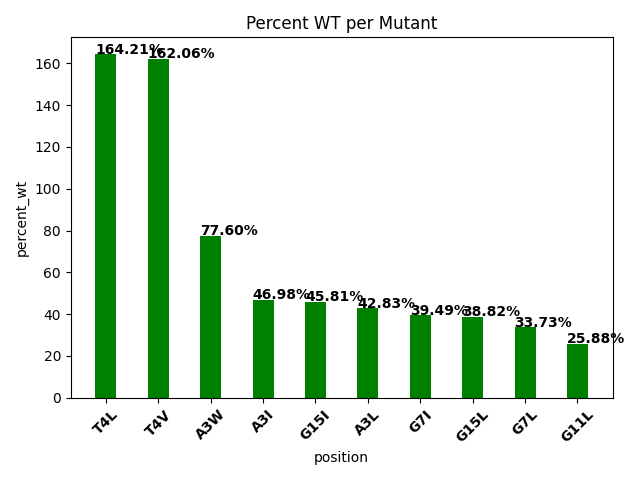 Percent WT per Mutant
164.21%
162.06%
77.60%
46.98%
45.81%
42.83%
39.49%
38.82%
33.73%
25.88%
percent_wt
160
140
120
100
80
60
40
20
0
T4L
T4V
A3W
A3I
G15I
A3L
G7I
G15L
G7L
G11L
position